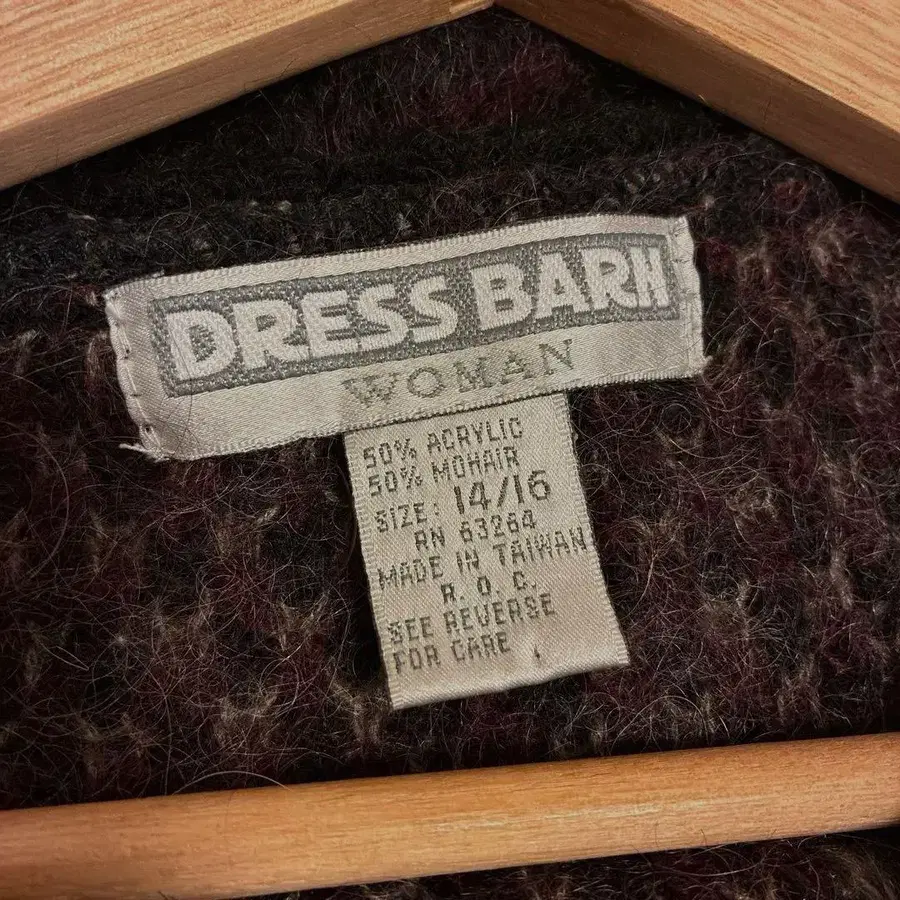 DRESS BARN
WOMAN
50% ACRYLIC
50% MOHAIR
SIZE: 14/16
RN 63264
MADE IN TAIWAN
R. O. C.
SEE REVERSE
FOR CARE